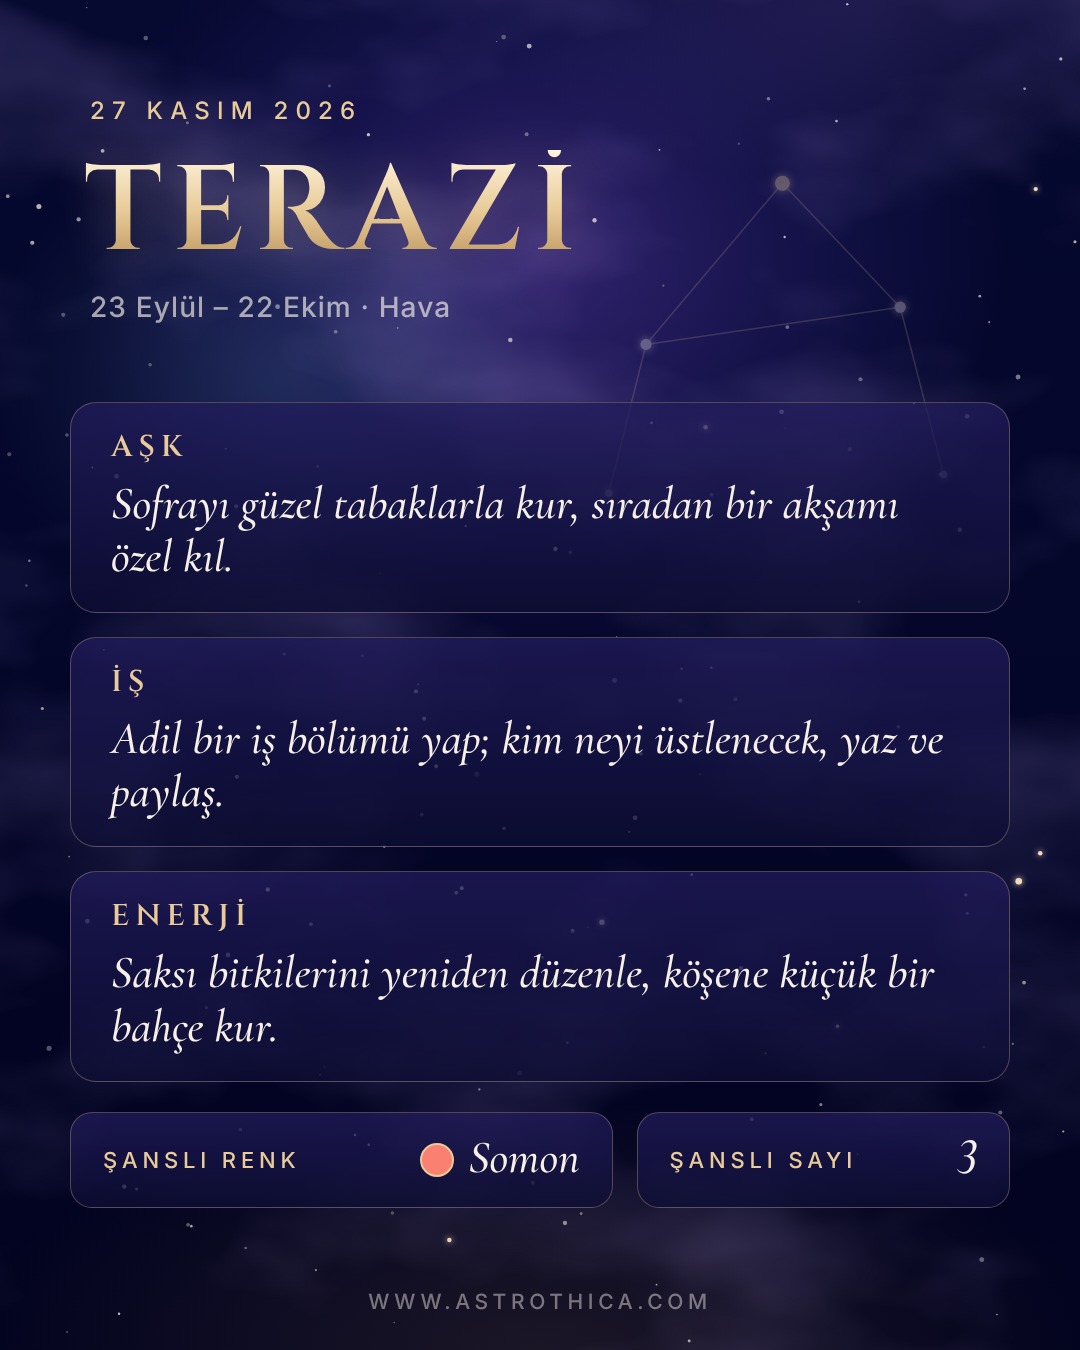 27 KASIM 2026
TERAZİ
23 Eylül – 22 Ekim · Hava
AŞK
Sofrayı güzel tabaklarla kur, sıradan bir akşamı
özel kıl.
İŞ
Adil bir iş bölümü yap; kim neyi üstlenecek, yaz ve
paylaş.
ENERJİ
Saksı bitkilerini yeniden düzenle, köşene küçük bir
bahçe kur.
ŞANSLI RENK Somon
ŞANSLI SAYI 3
WWW.ASTROTHICA.COM